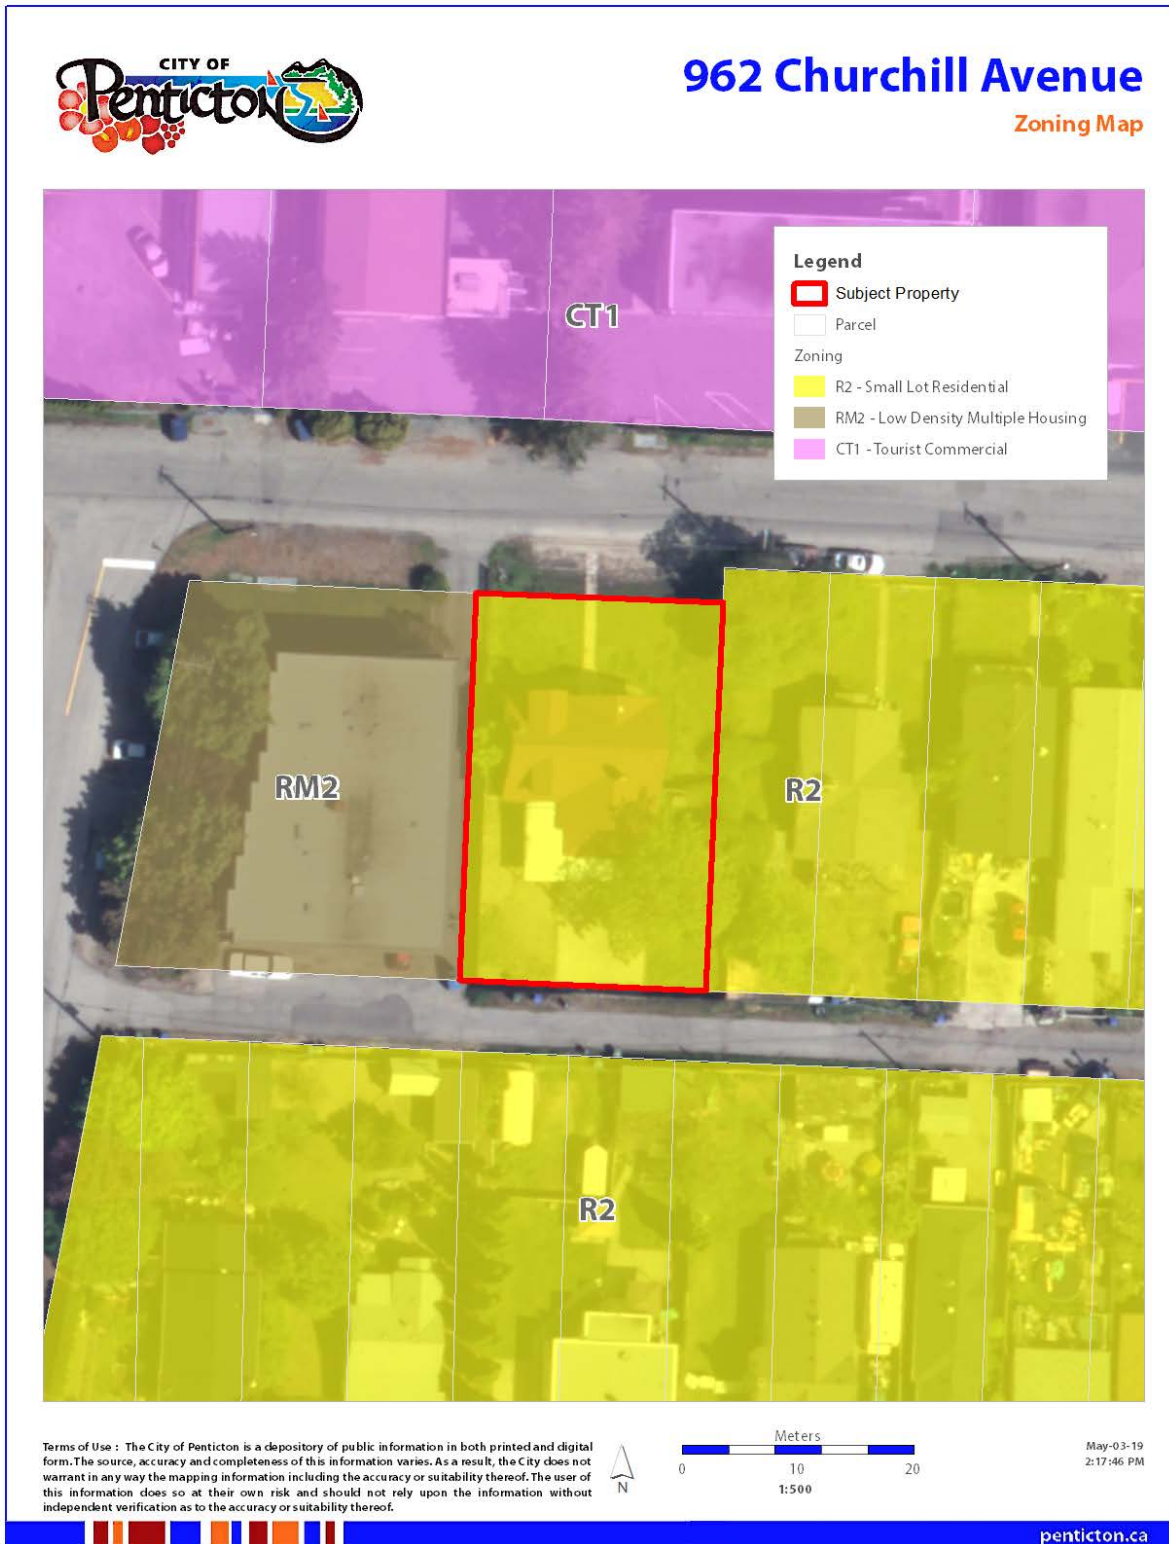 CITY OF
Penticton
962 Churchill Avenue
Zoning Map
CT1
Legend
Subject Property
Parcel
Zoning
R2 - Small Lot Residential
RM2 - Low Density Multiple Housing
CT1 - Tourist Commercial
RM2
R2
R2
Terms of Use : The City of Penticton is a depository of public information in both printed and digital
form. The source, accuracy and completeness of this information varies. As a result, the City does not
warrant in any way the mapping information including the accuracy or suitability thereof. The user of
this information does so at their own risk and should not rely upon the information without
independent verification as to the accuracy or suitability thereof.
N
Meters
0 10 20
1:500
May-03-19
2:17:46 PM
penticton.ca